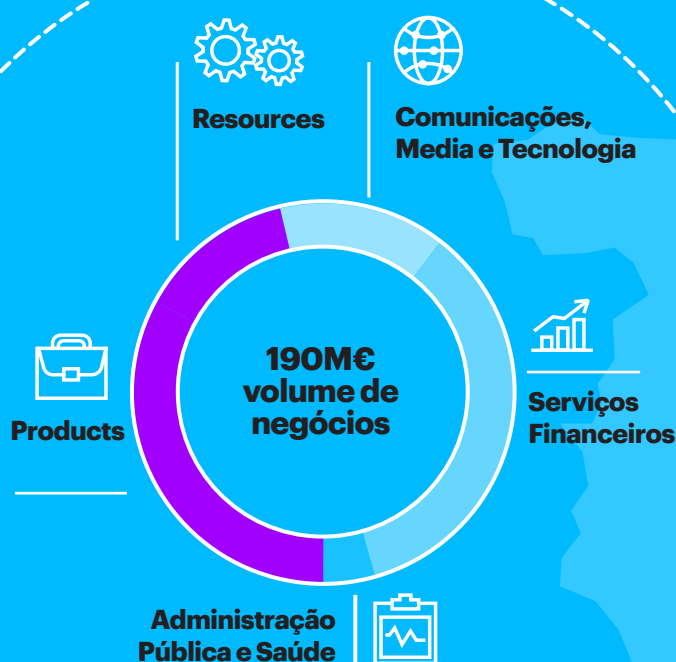 Resources
Comunicações,
Media e Tecnologia
190M€
volume de
negócios
Products
Serviços
Financeiros
Administração
Pública e Saúde